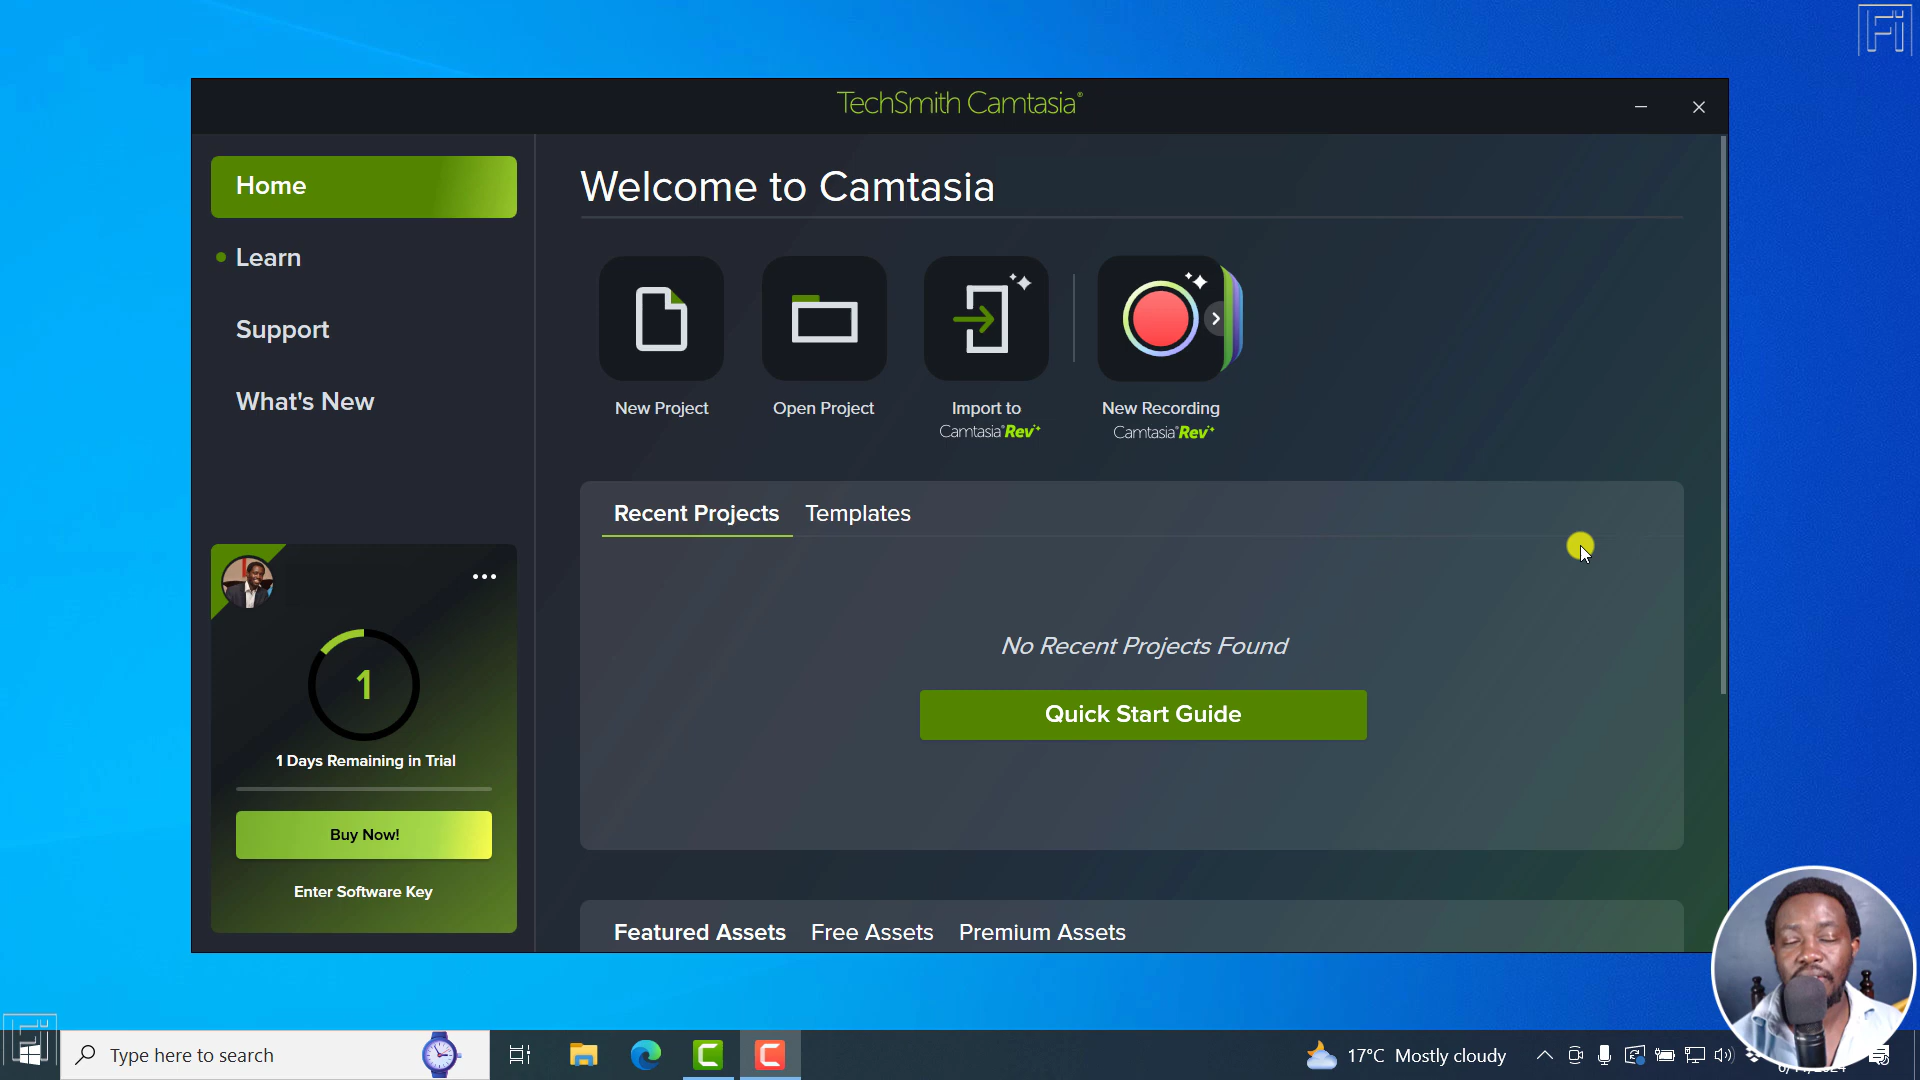 Fi
TechSmith Camtasia®
Home
Learn
Support
What's New
Welcome to Camtasia
New Project
Open Project
Import to
Camtasia® Rev
New Recording
Camtasia® Rev
Recent Projects
Templates
No Recent Projects Found
Quick Start Guide
1
1 Days Remaining in Trial
Buy Now!
Enter Software Key
Featured Assets
Free Assets
Premium Assets
Type here to search
17°C Mostly cloudy